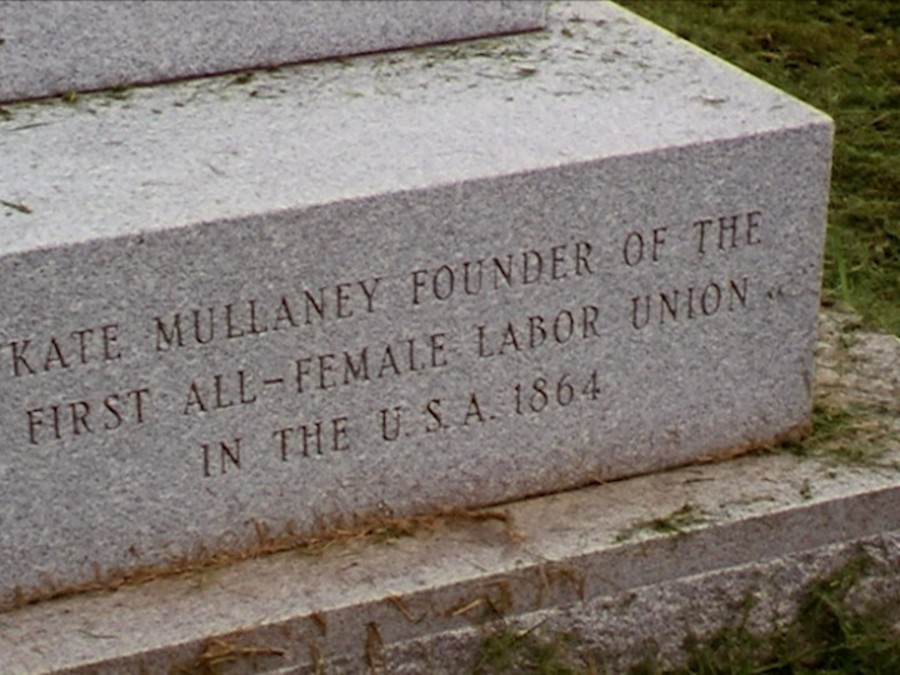 "KATE MULLANEY FOUNDER OF THE
FIRST ALL-FEMALE LABOR UNION
IN THE U.S.A. 1864